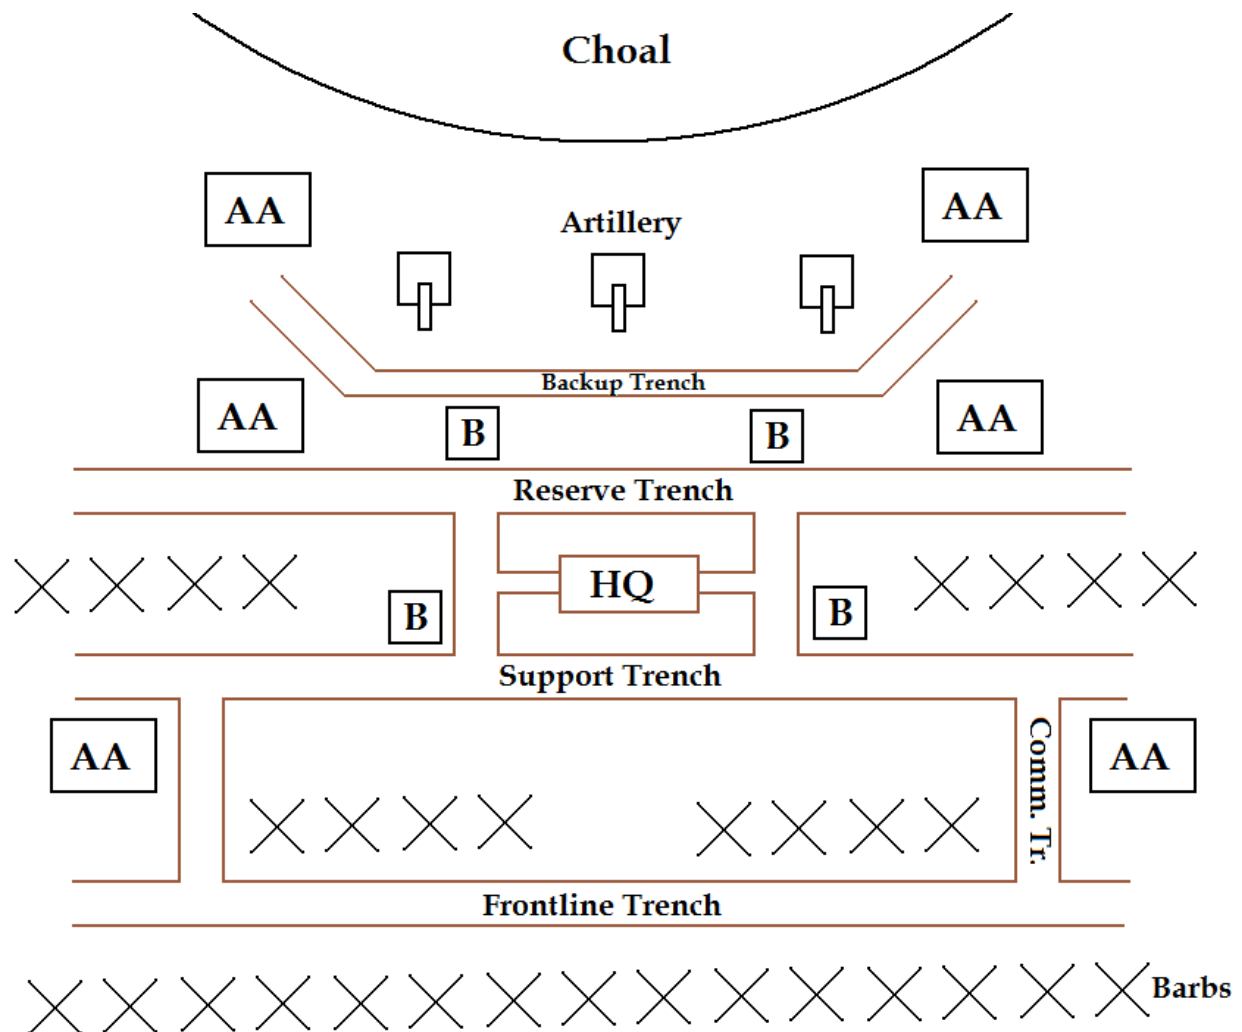 Choal
AA
AA
Artillery
Backup Trench
AA
B
B
AA
Reserve Trench
HQ
B
B
Support Trench
AA
Comm. Tr.
AA
Frontline Trench
Barbs